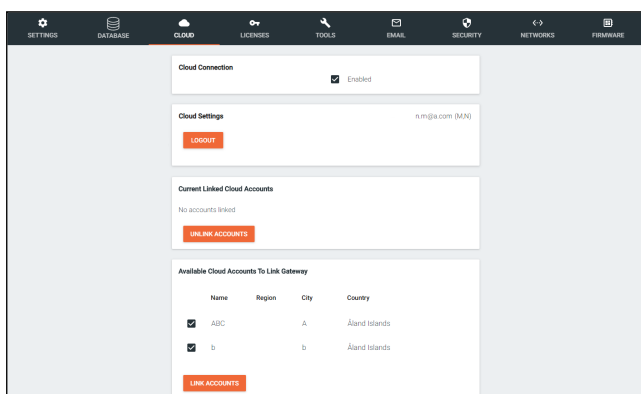 SETTINGS DATABASE CLOUD LICENSES TOOLS EMAIL SECURITY NETWORKS FIRMWARE
Cloud Connection
Enabled
Cloud Settings n.m@a.com (M,N)
LOGOUT
Current Linked Cloud Accounts
No accounts linked
UNLINK ACCOUNTS
Available Cloud Accounts To Link Gateway
Name Region City Country
ABC A Åland Islands
b b Åland Islands
LINK ACCOUNTS